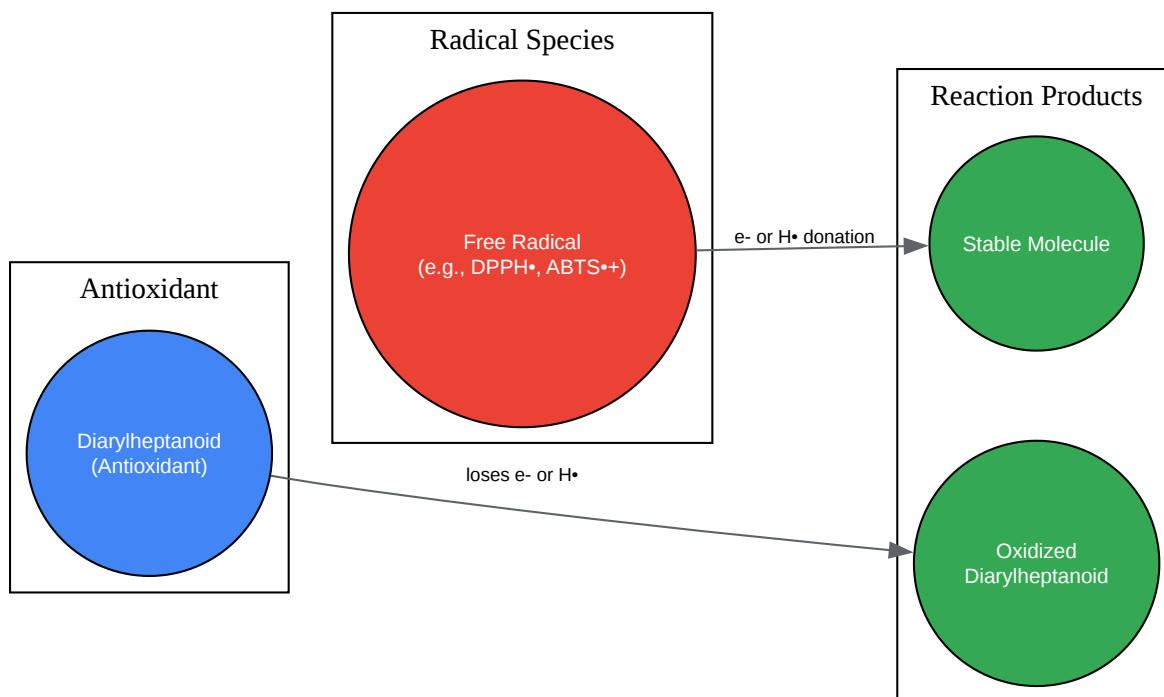 Radical Species
Free Radical
(e.g., DPPH•, ABTS•+)
e- or H• donation
Reaction Products
Stable Molecule
Antioxidant
Diarylheptanoid
(Antioxidant)
loses e- or H•
Oxidized
Diarylheptanoid